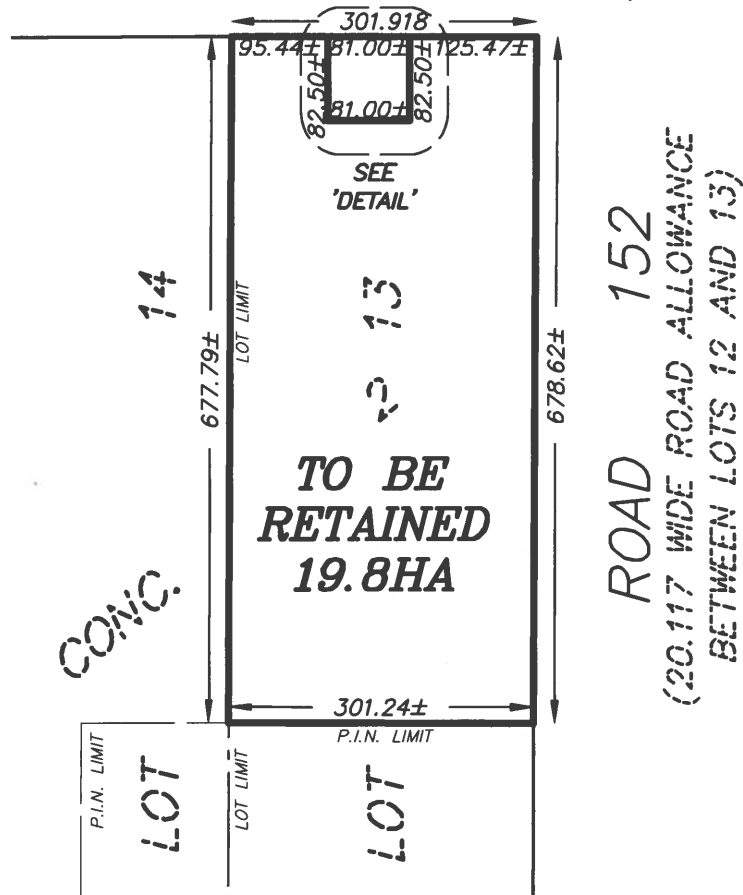 301.918
95.44± 81.00± 125.47±
82.50±
82.50±
81.00±
SEE
'DETAIL'
14
LOT LIMIT
13
677.79±
678.62±
ROAD 152
(20.117 WIDE ROAD ALLOWANCE
BETWEEN LOTS 12 AND 13)
TO BE
RETAINED
19.8HA
CONC.
301.24±
P.I.N. LIMIT
P.I.N. LIMIT
LOT
LOT LIMIT
LOT